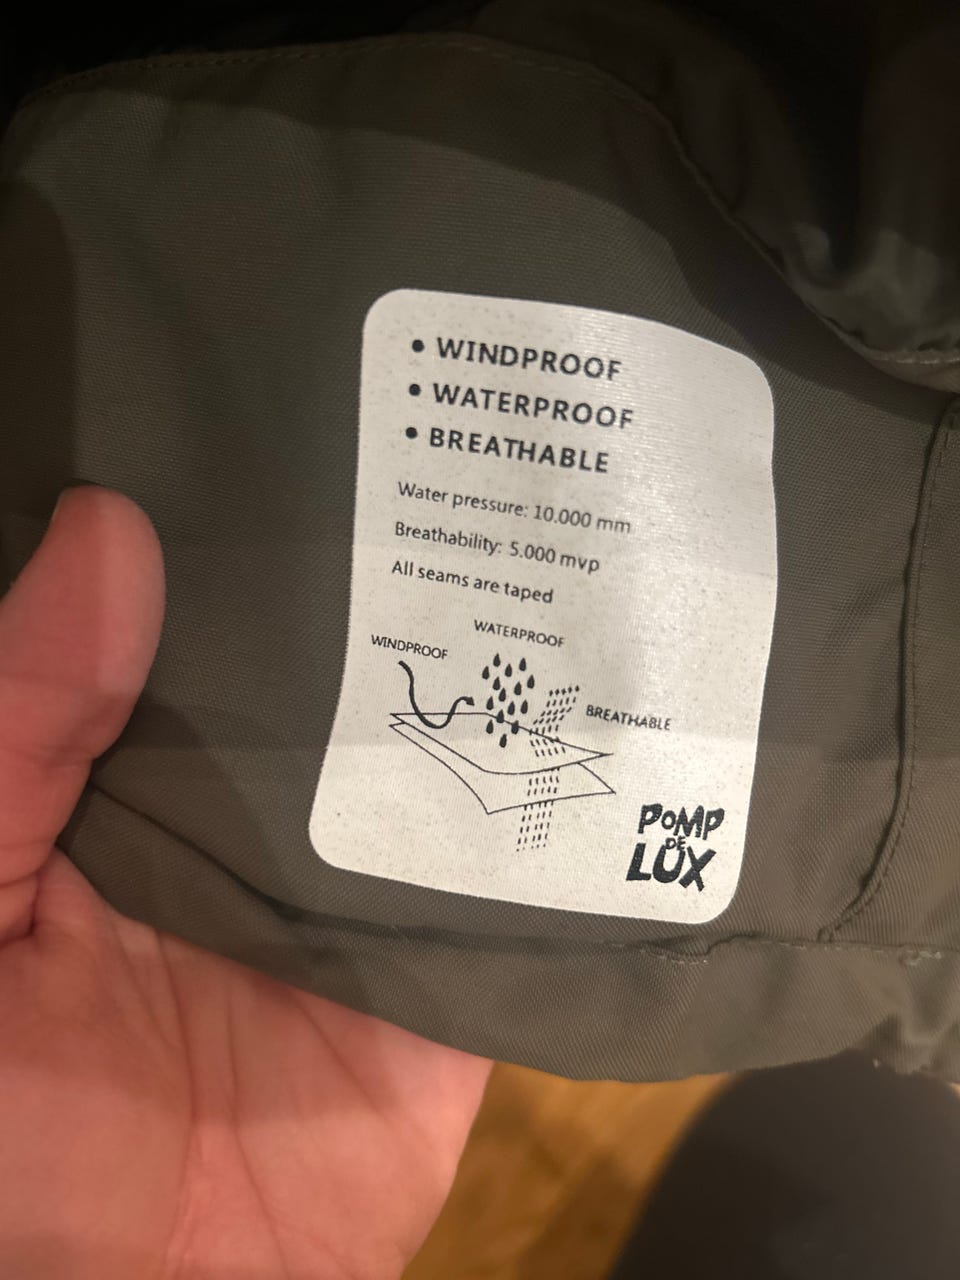 • WINDPROOF
• WATERPROOF
• BREATHABLE
Water pressure: 10.000 mm
Breathability: 5.000 mvp
All seams are taped
WATERPROOF
WINDPROOF
BREATHABLE
POMP
DE
LUX